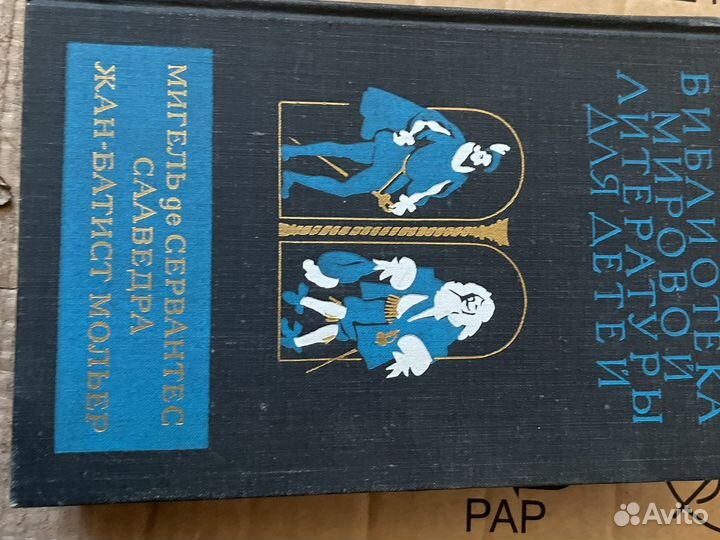 БИБЛИОТЕКА
МИРОВОЙ
ЛИТЕРАТУРЫ
ДЛЯ ДЕТЕЙ
МИГЕЛЬ де СЕРВАНТЕС
СААВЕДРА
ЖАН-БАТИСТ МОЛЬЕР
PAP
Avito